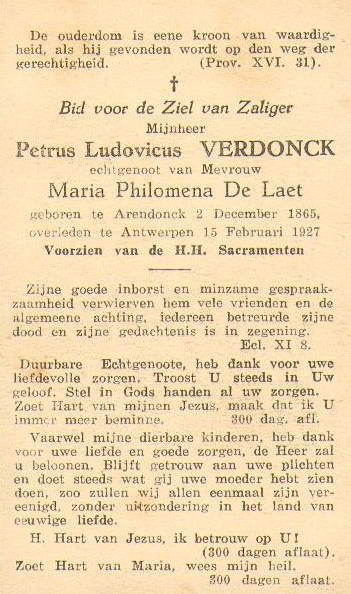 De ouderdom is eene kroon van waardig-
heid, als hij gevonden wordt op den weg der
gerechtigheid. (Prov. XVI. 31).
†
Bid voor de Ziel van Zaliger
Mijnheer
Petrus Ludovicus VERDONCK
echtgenoot van Mevrouw
Maria Philomena De Laet
geboren te Arendonck 2 December 1865,
overleden te Antwerpen 15 Februari 1927
Voorzien van de H.H. Sacramenten
Zijne goede inborst en minzame gespraak-
zaamheid verwierven hem vele vrienden en de
algemeene achting, iedereen betreurde zijne
dood en zijne gedachtenis is in zegening.
Ecl. XI 8.
Duurbare Echtgenoote, heb dank voor uwe
liefdevolle zorgen. Troost U steeds in Uw
geloof. Stel in Gods handen al uw zorgen.
Zoet Hart van mijnen Jezus, maak dat ik U
immer meer beminne. 300 dag. afl.
Vaarwel mijne dierbare kinderen, heb dank
voor uwe liefde en goede zorgen, de Heer zal
u beloonen. Blijft getrouw aan uwe plichten
en doet steeds wat gij uwe moeder hebt zien
doen, zoo zullen wij allen eenmaal zijn ver-
eenigd, zonder uitzondering in het land van
eeuwige liefde.
H. Hart van Jezus, ik betrouw op U!
(300 dagen aflaat).
Zoet Hart van Maria, wees mijn heil.
300 dagen aflaat.